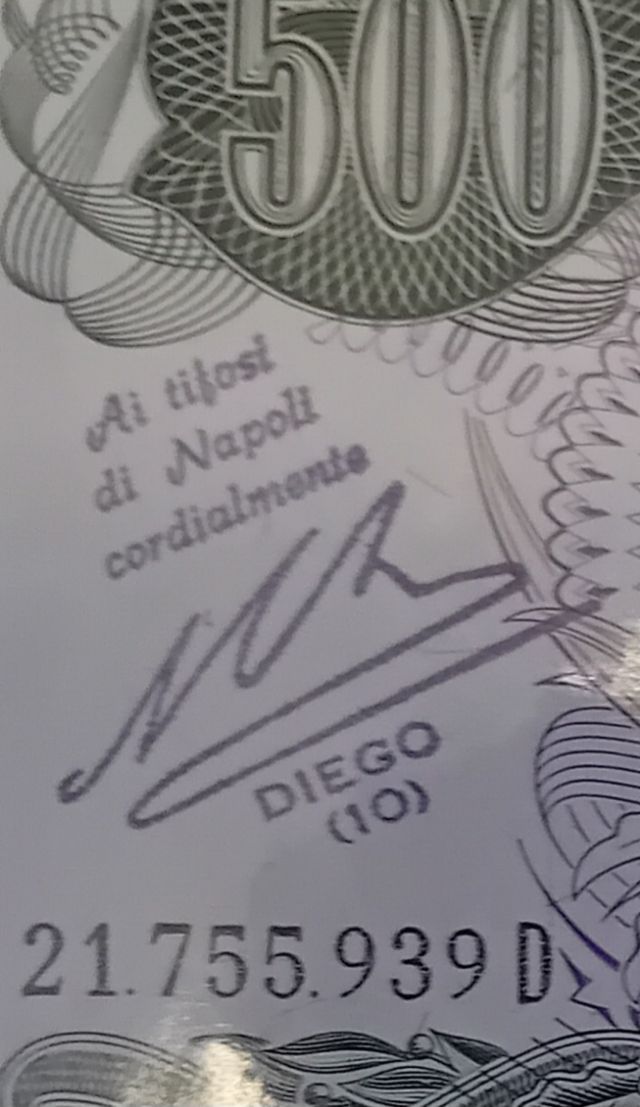 500
Ai tifosi
di Napoli
cordialmente
DIEGO
(10)
21.755.939 D